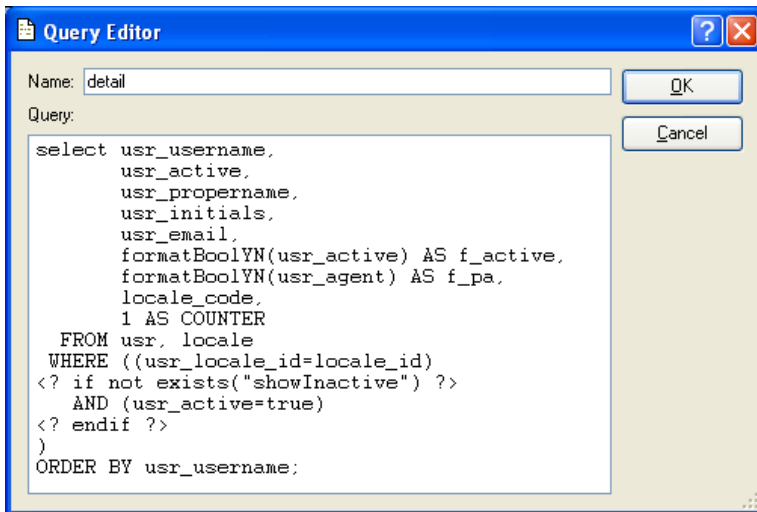 Query Editor
Name: detail
OK
Query:
Cancel
select usr_username,
       usr_active,
       usr_propername,
       usr_initials,
       usr_email,
       formatBoolYN(usr_active) AS f_active,
       formatBoolYN(usr_agent) AS f_pa,
       locale_code,
       1 AS COUNTER
  FROM usr, locale
 WHERE ((usr_locale_id=locale_id)
<? if not exists("showInactive") ?>
   AND (usr_active=true)
<? endif ?>
)
ORDER BY usr_username;